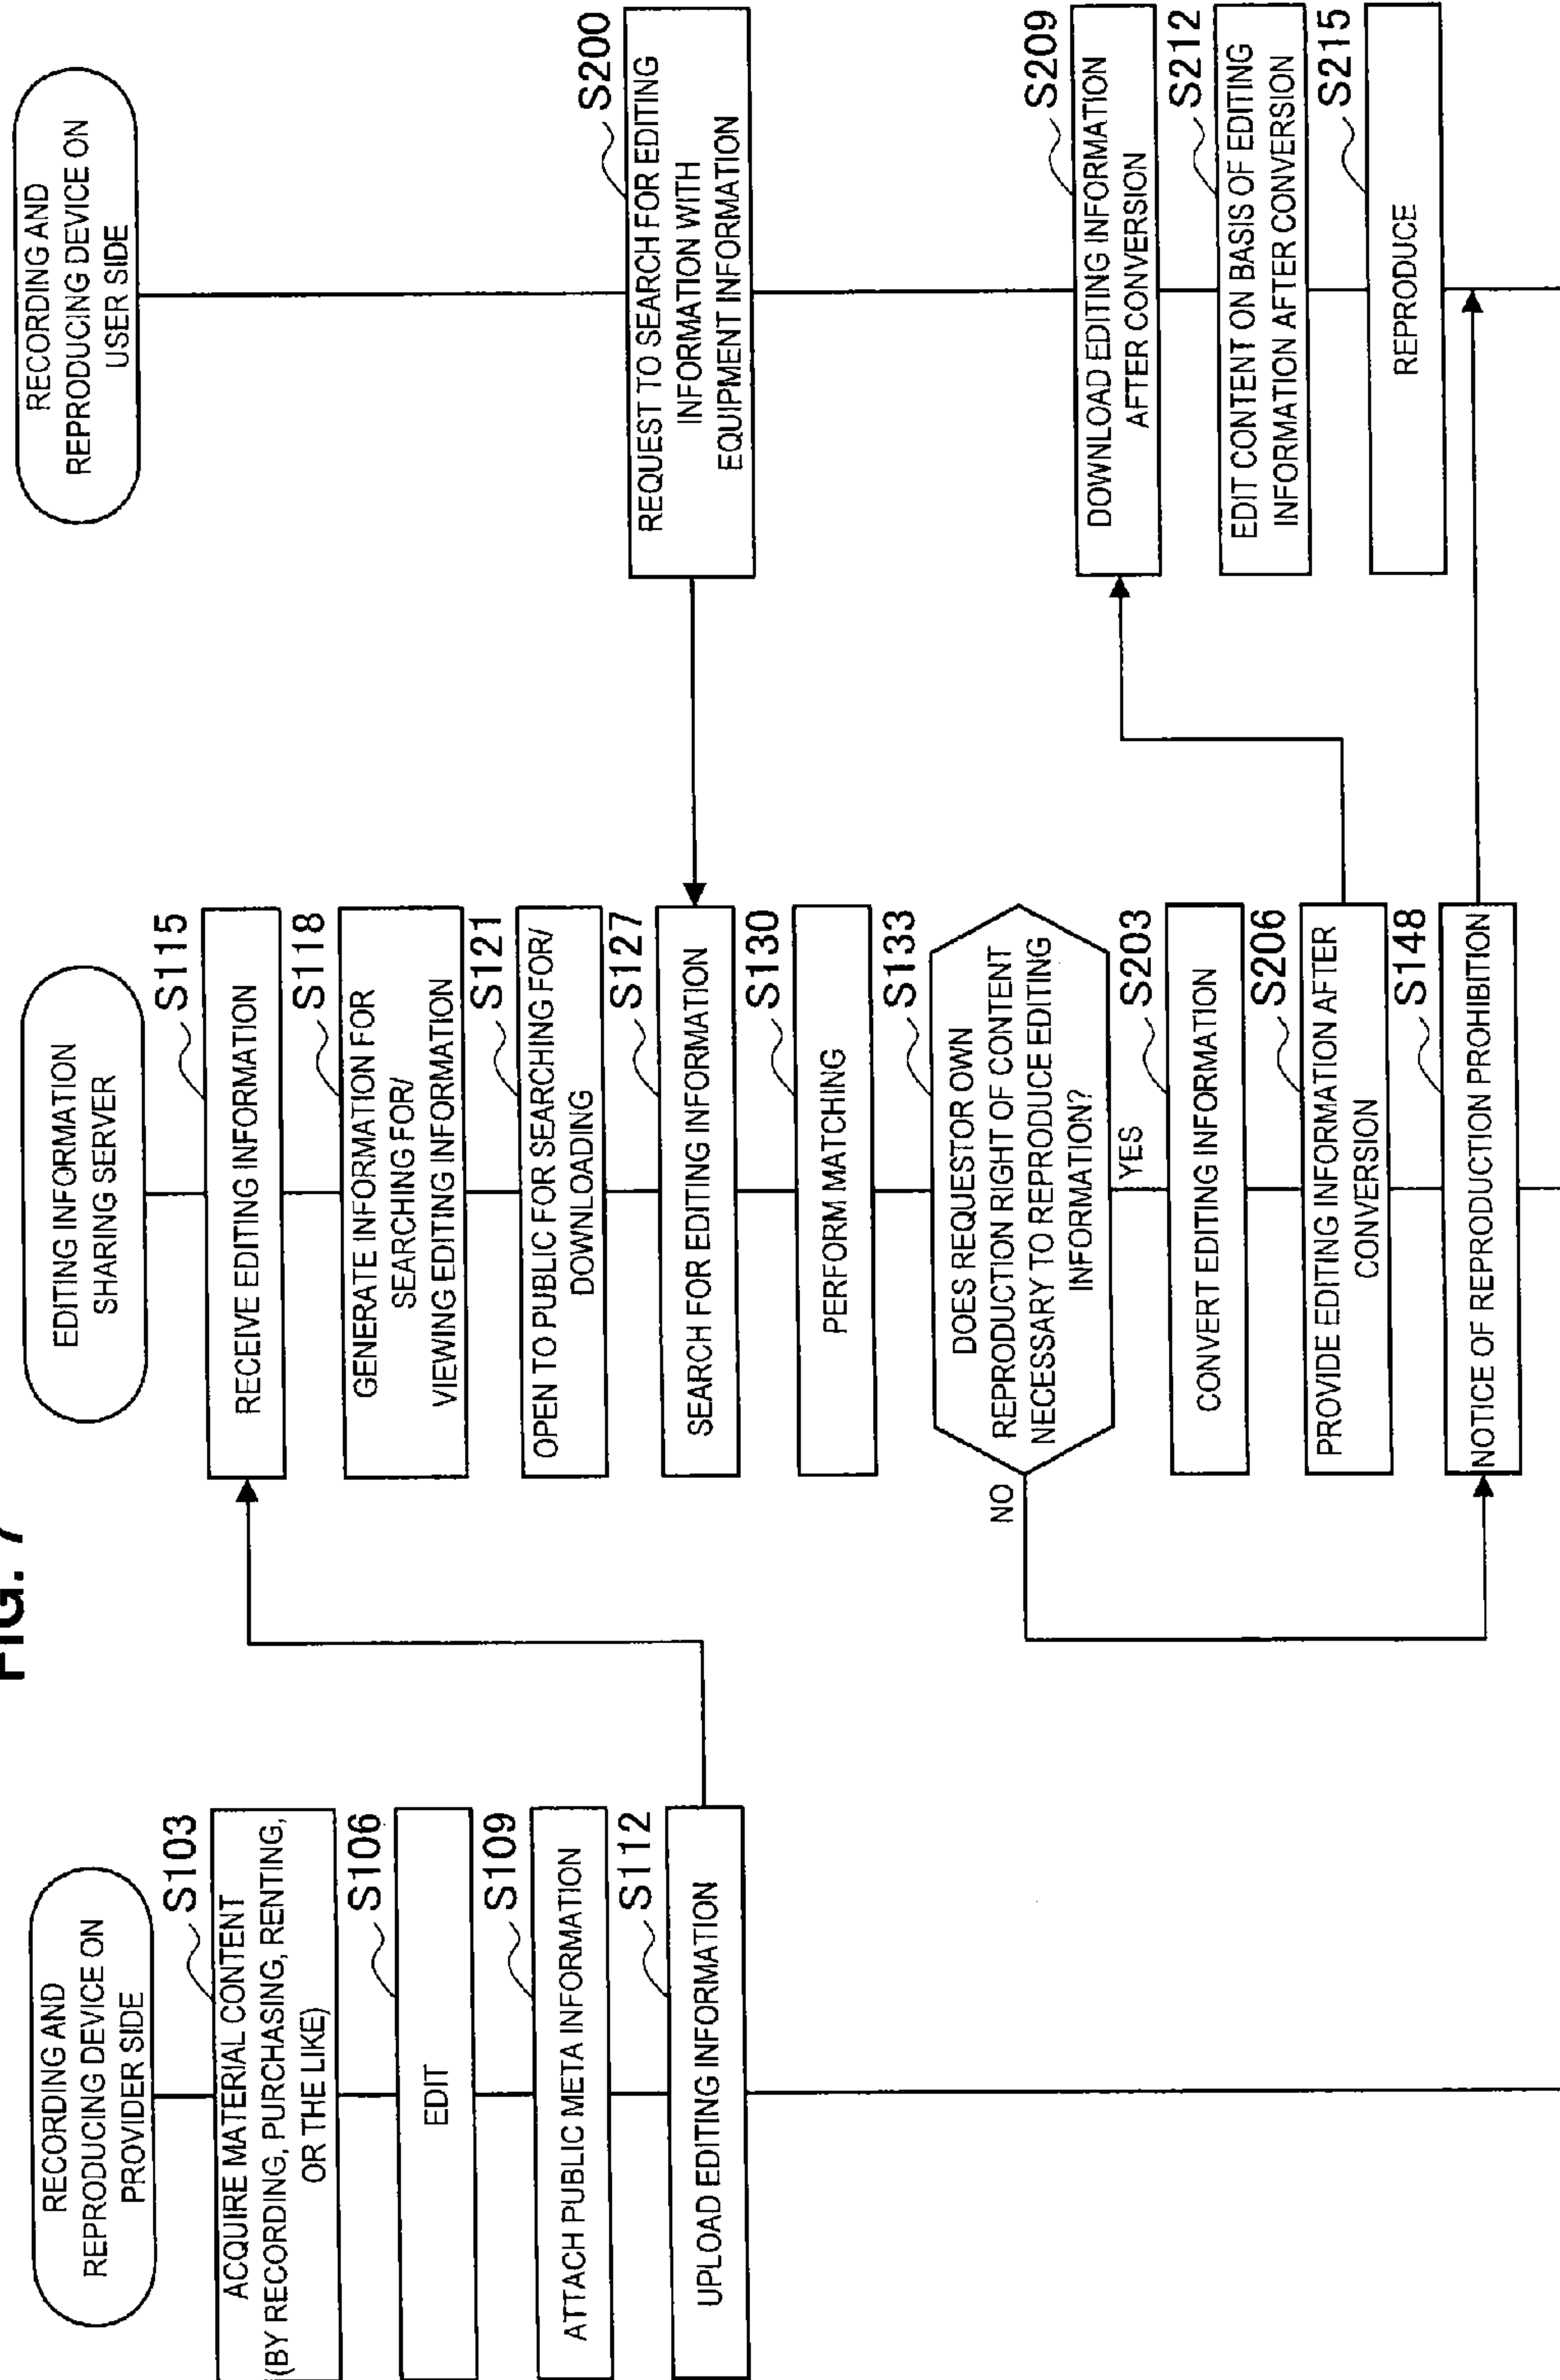 FIG. 7
RECORDING AND
REPRODUCING DEVICE ON
PROVIDER SIDE
S103
ACQUIRE MATERIAL CONTENT
(BY RECORDING, PURCHASING, RENTING,
OR THE LIKE)
S106
EDIT
S109
ATTACH PUBLIC META INFORMATION
S112
UPLOAD EDITING INFORMATION
EDITING INFORMATION
SHARING SERVER
S115
RECEIVE EDITING INFORMATION
S118
GENERATE INFORMATION FOR
SEARCHING FOR/
VIEWING EDITING INFORMATION
S121
OPEN TO PUBLIC FOR SEARCHING FOR/
DOWNLOADING
S127
SEARCH FOR EDITING INFORMATION
S130
PERFORM MATCHING
S133
DOES REQUESTOR OWN
REPRODUCTION RIGHT OF CONTENT
NECESSARY TO REPRODUCE EDITING
INFORMATION?
NO
YES
S203
CONVERT EDITING INFORMATION
S206
PROVIDE EDITING INFORMATION AFTER
CONVERSION
S148
NOTICE OF REPRODUCTION PROHIBITION
RECORDING AND
REPRODUCING DEVICE ON
USER SIDE
S200
REQUEST TO SEARCH FOR EDITING
INFORMATION WITH
EQUIPMENT INFORMATION
S209
DOWNLOAD EDITING INFORMATION
AFTER CONVERSION
S212
EDIT CONTENT ON BASIS OF EDITING
INFORMATION AFTER CONVERSION
S215
REPRODUCE